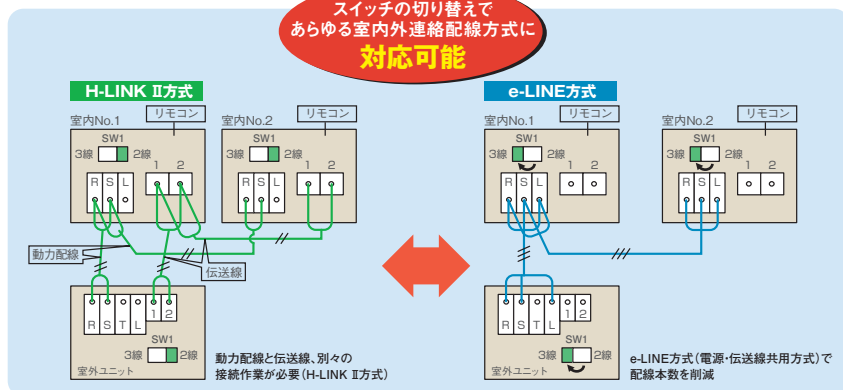 スイッチの切り替えで
あらゆる室内外連絡配線方式に
対応可能
H-LINK Ⅱ方式
室内No.1
リモコン
SW1
3線
2線
R S L
1 2
室内No.2
リモコン
SW1
3線
2線
R S L
1 2
動力配線
伝送線
R S T L 1 2
SW1
3線
2線
室外ユニット
動力配線と伝送線、別々の
接続作業が必要（H-LINK Ⅱ方式）
e-LINE方式
室内No.1
リモコン
SW1
3線
2線
R S L
1 2
室内No.2
リモコン
SW1
3線
2線
R S L
1 2
R S T L 1 2
SW1
3線
2線
室外ユニット
e-LINE方式（電源・伝送線共用方式）で
配線本数を削減